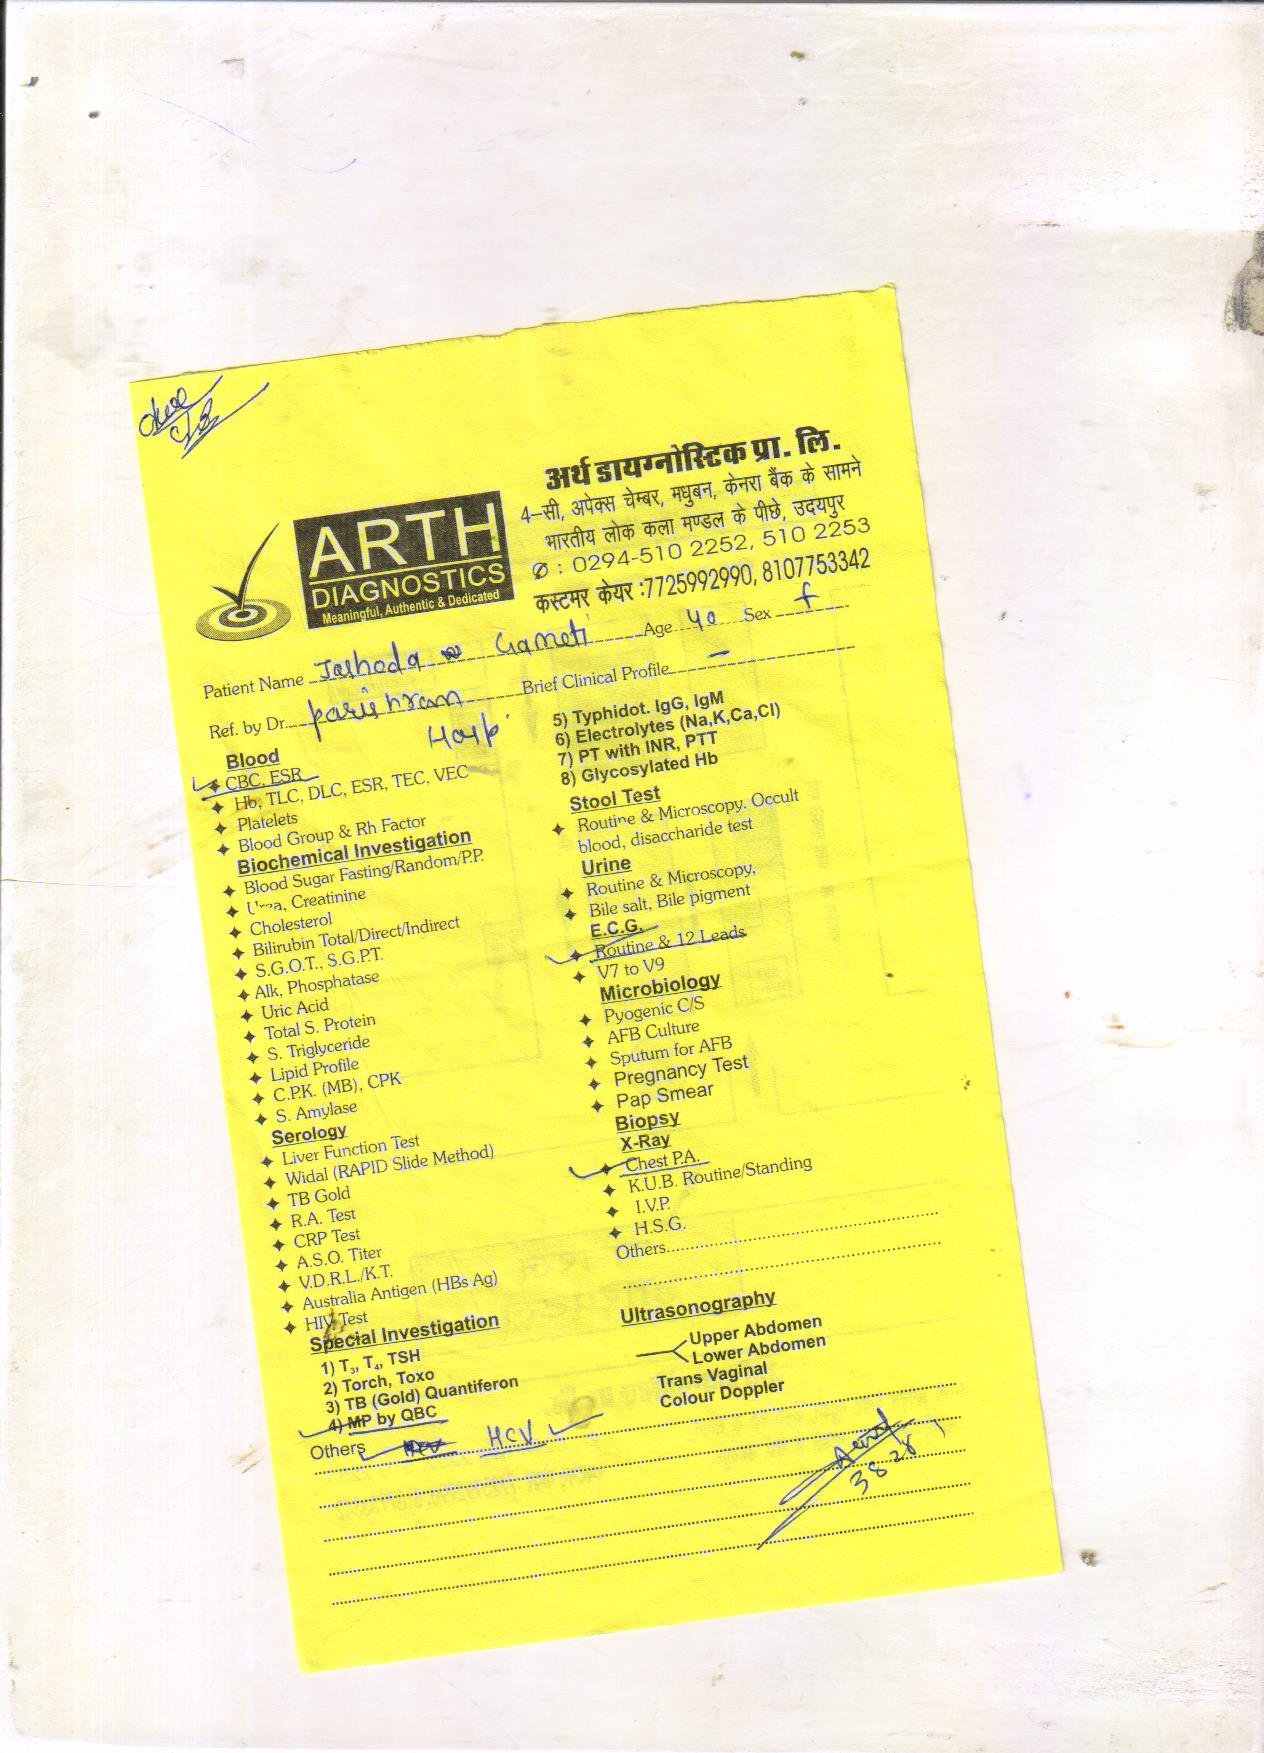 अर्थ डायग्नोस्टिक प्रा. लि.
4-सी, अपेक्स चेम्बर, मधुबन, केनरा बैंक के सामने
भारतीय लोक कला मण्डल के पीछे, उदयपुर
✆ : 0294-510 2252, 510 2253
कस्टमर केयर :7725992990, 8107753342
ARTH
DIAGNOSTICS
Meaningful, Authentic & Dedicated
Patient Name Jashoda Gameti Age 40 Sex f
Ref. by Dr. parishram Hosp. Brief Clinical Profile —
Blood
CBC, ESR
Hb, TLC, DLC, ESR, TEC, VEC
Platelets
Blood Group & Rh Factor
Biochemical Investigation
Blood Sugar Fasting/Random/P.P.
Urea, Creatinine
Cholesterol
Bilirubin Total/Direct/Indirect
S.G.O.T., S.G.P.T.
Alk, Phosphatase
Uric Acid
Total S. Protein
S. Triglyceride
Lipid Profile
C.P.K. (MB), CPK
S. Amylase
Serology
Liver Function Test
Widal (RAPID Slide Method)
TB Gold
R.A. Test
CRP Test
A.S.O. Titer
V.D.R.L./K.T.
Australia Antigen (HBs Ag)
HIV Test
Special Investigation
1) T3, T4, TSH
2) Torch, Toxo
3) TB (Gold) Quantiferon
4) MP by QBC
Others HCV
5) Typhidot. IgG, IgM
6) Electrolytes (Na,K,Ca,Cl)
7) PT with INR, PTT
8) Glycosylated Hb
Stool Test
Routine & Microscopy, Occult
blood, disaccharide test
Urine
Routine & Microscopy,
Bile salt, Bile pigment
E.C.G.
Routine & 12 Leads
V7 to V9
Microbiology
Pyogenic C/S
AFB Culture
Sputum for AFB
Pregnancy Test
Pap Smear
Biopsy
X-Ray
Chest P.A.
K.U.B. Routine/Standing
I.V.P.
H.S.G.
Others
Ultrasonography
Upper Abdomen
Lower Abdomen
Trans Vaginal
Colour Doppler